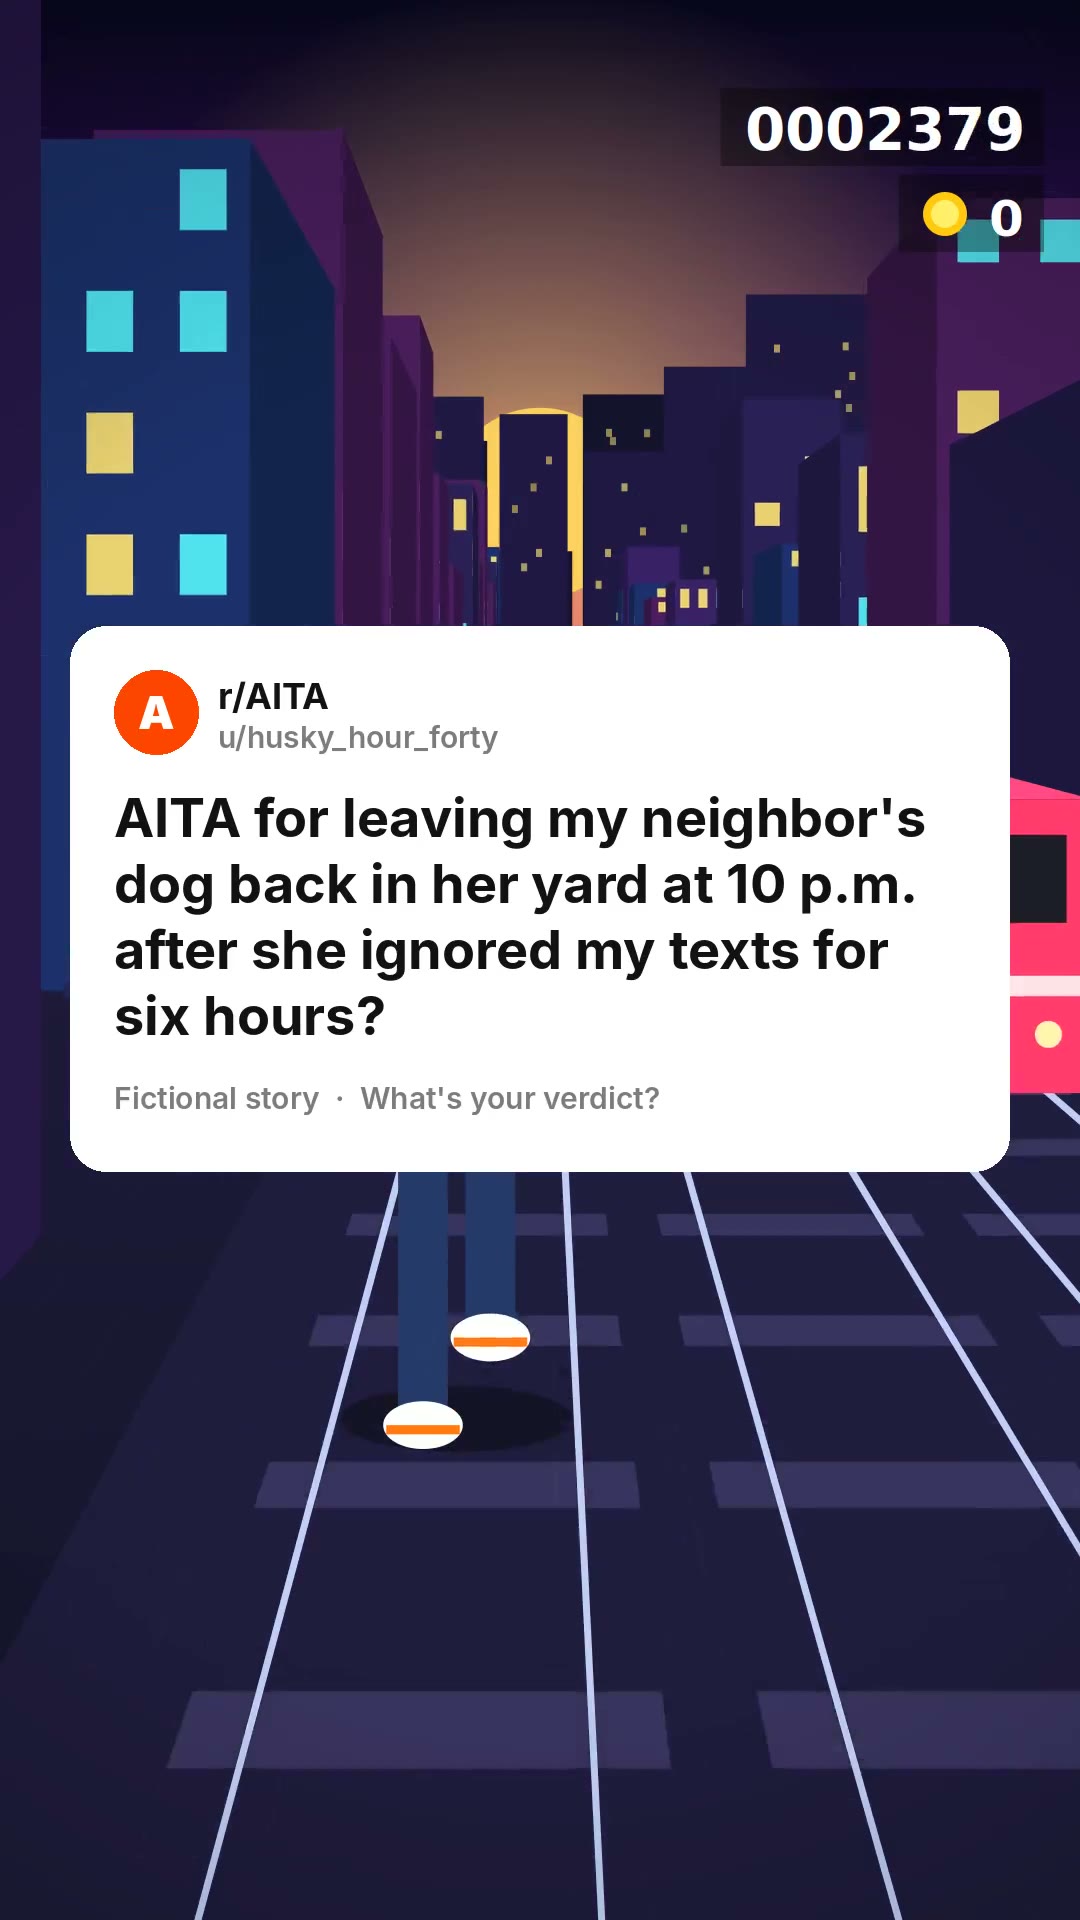 0002379
0
A
r/AITA
u/husky_hour_forty
AITA for leaving my neighbor's
dog back in her yard at 10 p.m.
after she ignored my texts for
six hours?
Fictional story · What's your verdict?